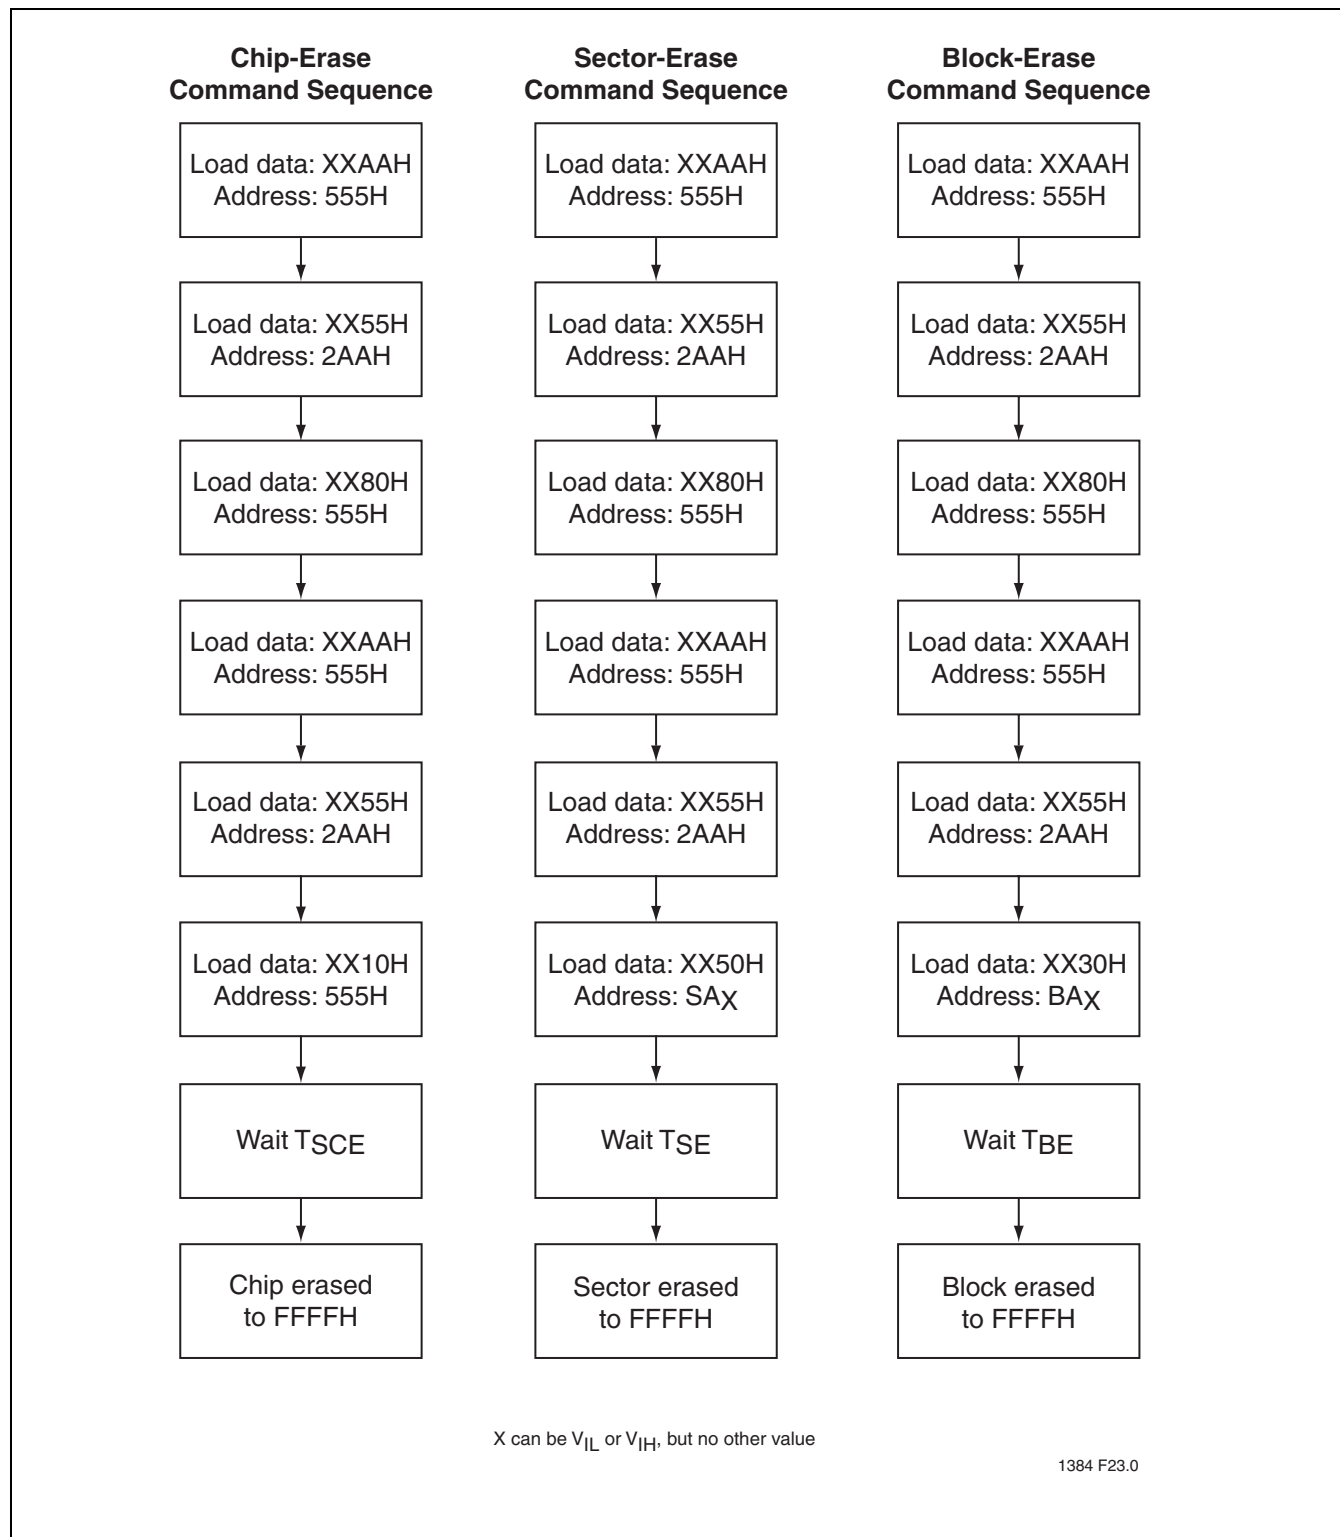 Chip-Erase
Command Sequence
Load data: XXAAH
Address: 555H
Load data: XX55H
Address: 2AAH
Load data: XX80H
Address: 555H
Load data: XXAAH
Address: 555H
Load data: XX55H
Address: 2AAH
Load data: XX10H
Address: 555H
Wait TSCE
Chip erased
to FFFFH
Sector-Erase
Command Sequence
Load data: XXAAH
Address: 555H
Load data: XX55H
Address: 2AAH
Load data: XX80H
Address: 555H
Load data: XXAAH
Address: 555H
Load data: XX55H
Address: 2AAH
Load data: XX50H
Address: SAX
Wait TSE
Sector erased
to FFFFH
Block-Erase
Command Sequence
Load data: XXAAH
Address: 555H
Load data: XX55H
Address: 2AAH
Load data: XX80H
Address: 555H
Load data: XXAAH
Address: 555H
Load data: XX55H
Address: 2AAH
Load data: XX30H
Address: BAX
Wait TBE
Block erased
to FFFFH
X can be VIL or VIH, but no other value
1384 F23.0